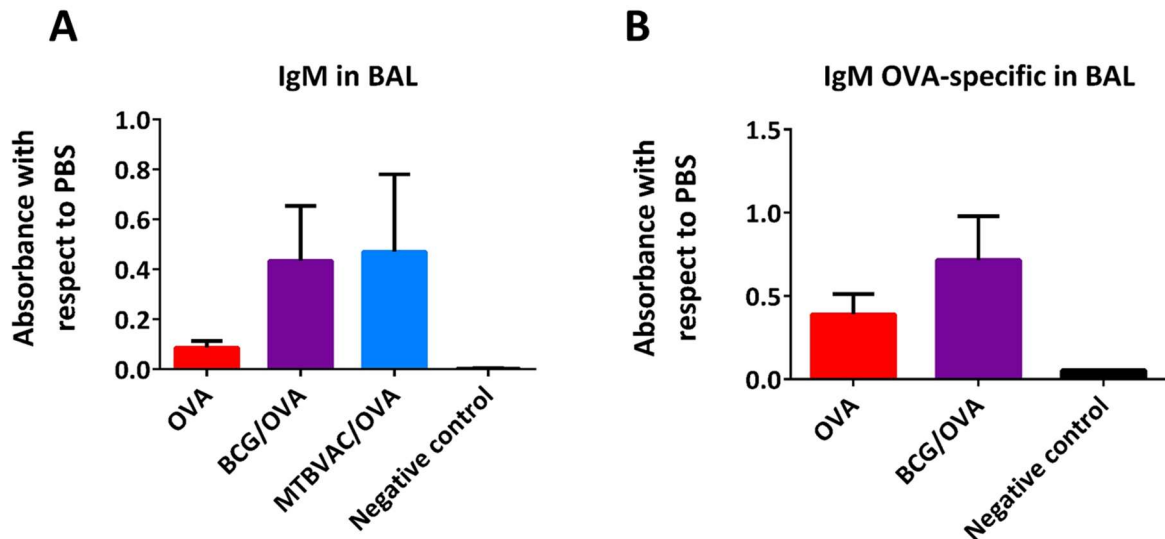 A
IgM in BAL
Absorbance with
respect to PBS
1.0
0.8
0.6
0.4
0.2
0.0
OVA
BCG/OVA
MTBVAC/OVA
Negative control
B
IgM OVA-specific in BAL
Absorbance with
respect to PBS
1.5
1.0
0.5
0.0
OVA
BCG/OVA
Negative control